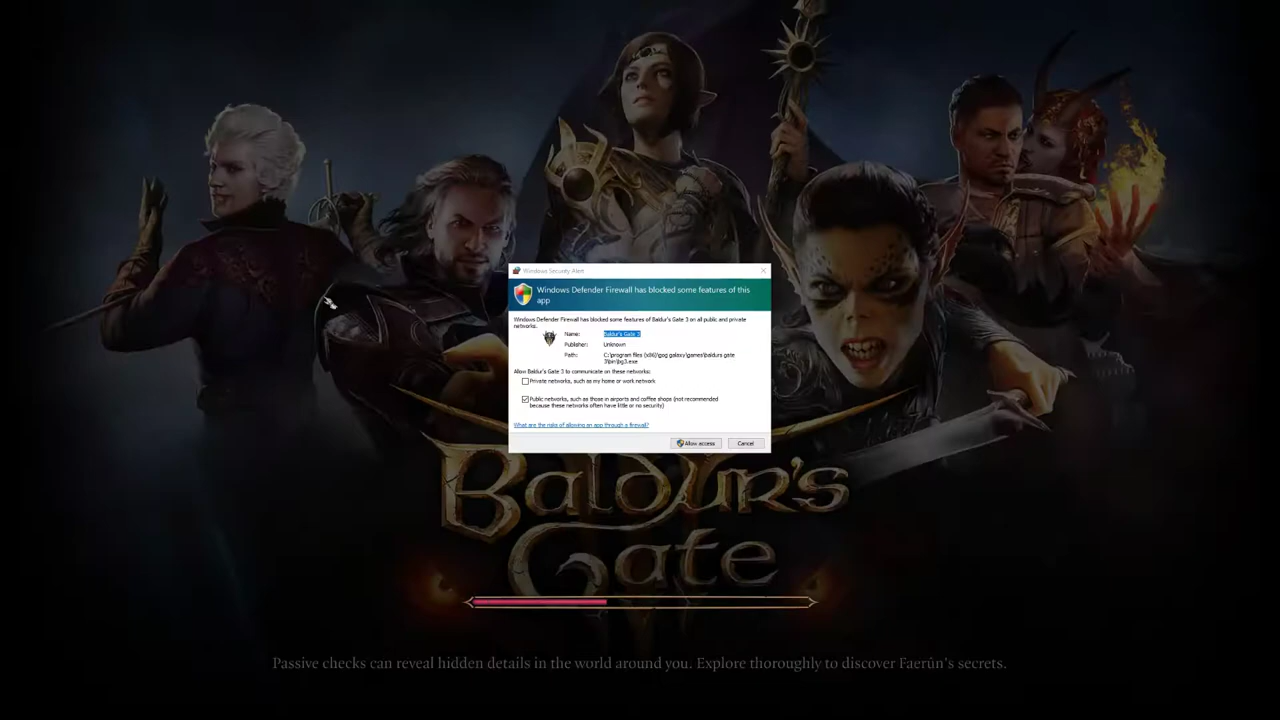 Windows Security Alert
Windows Defender Firewall has blocked some features of this
app
Windows Defender Firewall has blocked some features of Baldur's Gate 3 on all public and private
networks.
Name: Baldur's Gate 3
Publisher: Unknown
Path: C:\program files (x86)\gog galaxy\games\baldurs gate
3\bin\bg3.exe
Allow Baldur's Gate 3 to communicate on these networks:
Private networks, such as my home or work network
Public networks, such as those in airports and coffee shops (not recommended
because these networks often have little or no security)
What are the risks of allowing an app through a firewall?
Allow access Cancel
Baldur's
Gate
Passive checks can reveal hidden details in the world around you. Explore thoroughly to discover Faerûn's secrets.